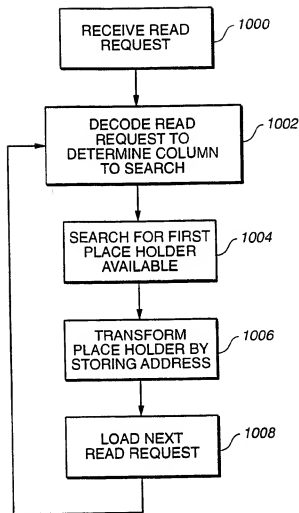 RECEIVE READ
REQUEST
1000
DECODE READ
REQUEST TO
DETERMINE COLUMN
TO SEARCH
1002
SEARCH FOR FIRST
PLACE HOLDER
AVAILABLE
1004
TRANSFORM
PLACE HOLDER BY
STORING ADDRESS
1006
LOAD NEXT
READ REQUEST
1008